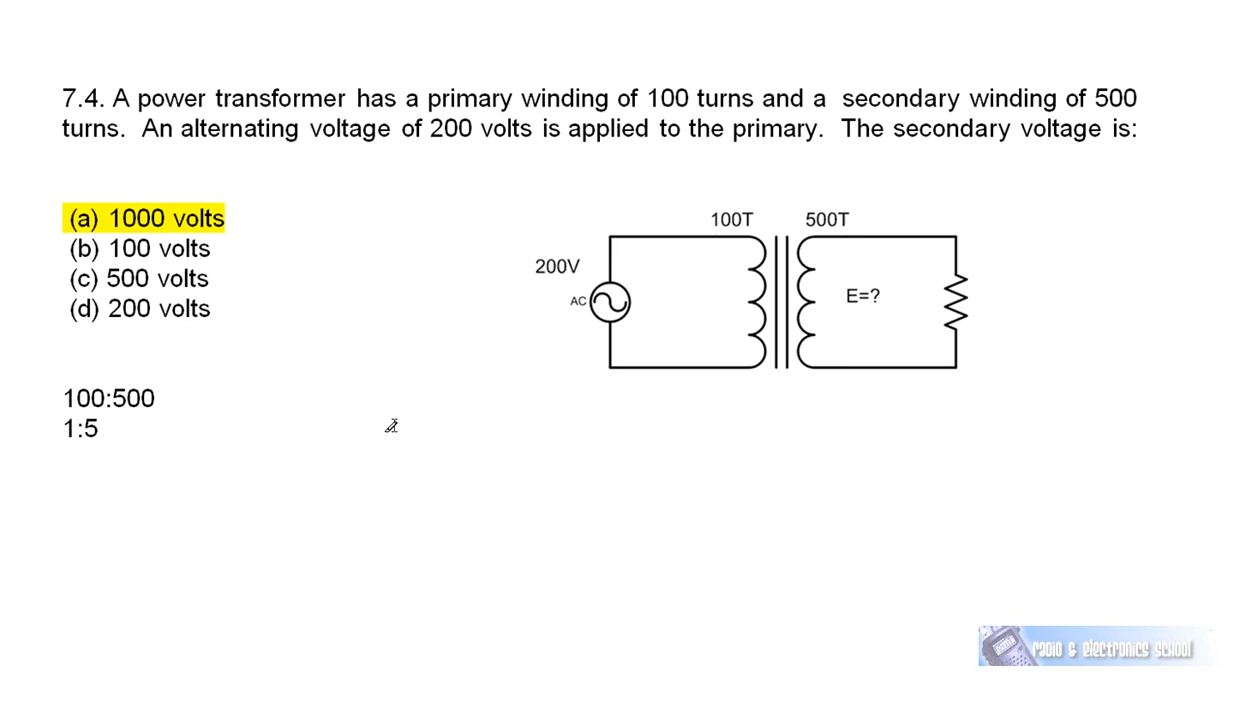 7.4. A power transformer has a primary winding of 100 turns and a secondary winding of 500
turns. An alternating voltage of 200 volts is applied to the primary. The secondary voltage is:
(a) 1000 volts
(b) 100 volts
(c) 500 volts
(d) 200 volts
100T 500T
200V
AC
E=?
100:500
1:5
radio & electronics school